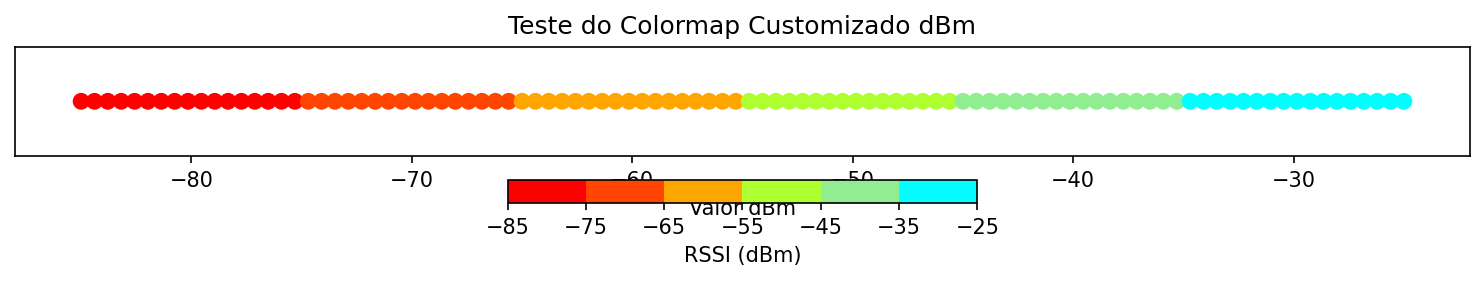 Teste do Colormap Customizado dBm
−80 −70 −60 −50 −40 −30
Valor dBm
−85 −75 −65 −55 −45 −35 −25
RSSI (dBm)